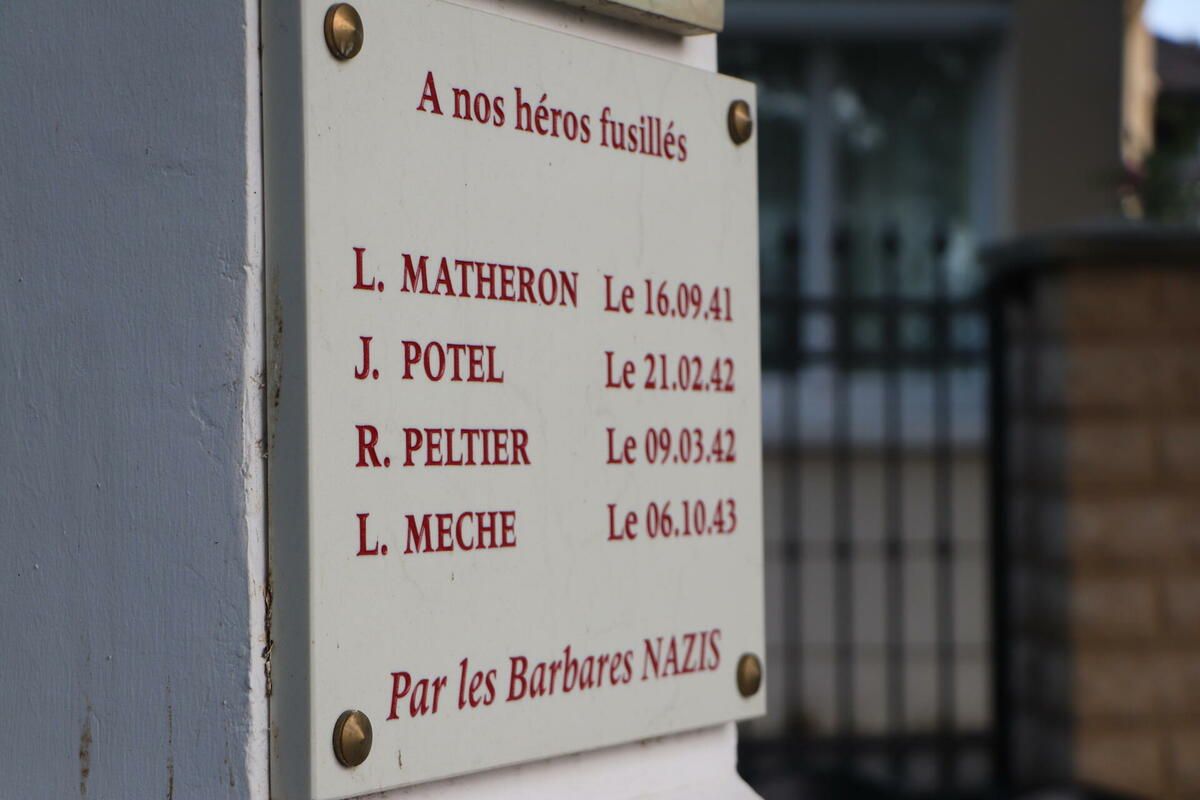 A nos héros fusillés
L. MATHERON Le 16.09.41
J. POTEL Le 21.02.42
R. PELTIER Le 09.03.42
L. MECHE Le 06.10.43
Par les Barbares NAZIS